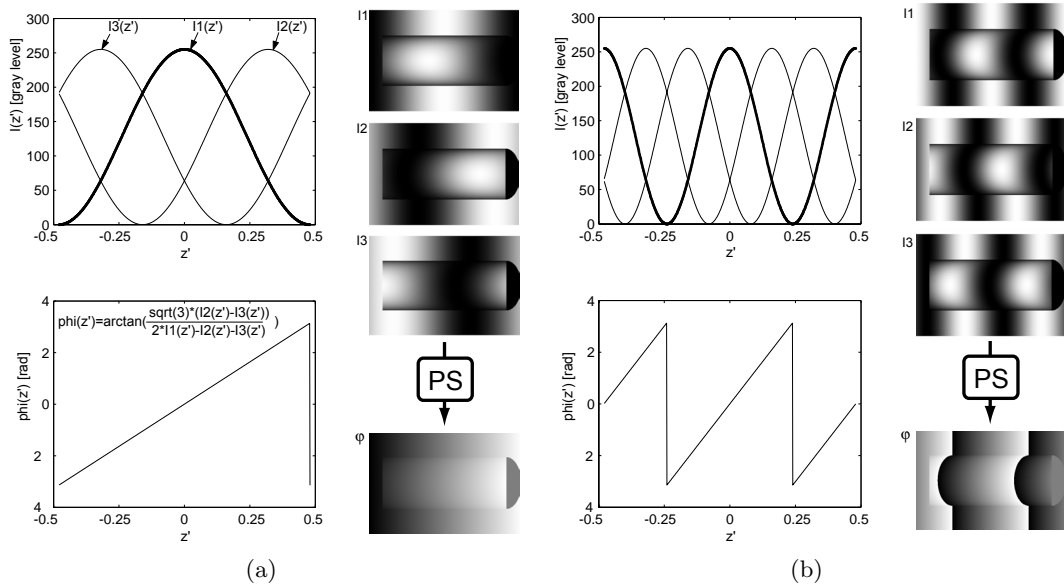 300
250
200
150
100
50
0
-0.5
-0.25
0
0.25
0.5
z'
I(z') [gray level]
I3(z')
I1(z')
I2(z')
I1
I2
I3
PS
φ
4
2
0
2
4
-0.5
-0.25
0
0.25
0.5
z'
phi(z') [rad]
phi(z')=arctan(sqrt(3)*(I2(z')-I3(z'))
2*I1(z')-I2(z')-I3(z') )
(a)
300
250
200
150
100
50
0
-0.5
-0.25
0
0.25
0.5
z'
I(z') [gray level]
I1
I2
I3
PS
φ
4
2
0
2
4
-0.5
-0.25
0
0.25
0.5
z'
phi(z') [rad]
(b)